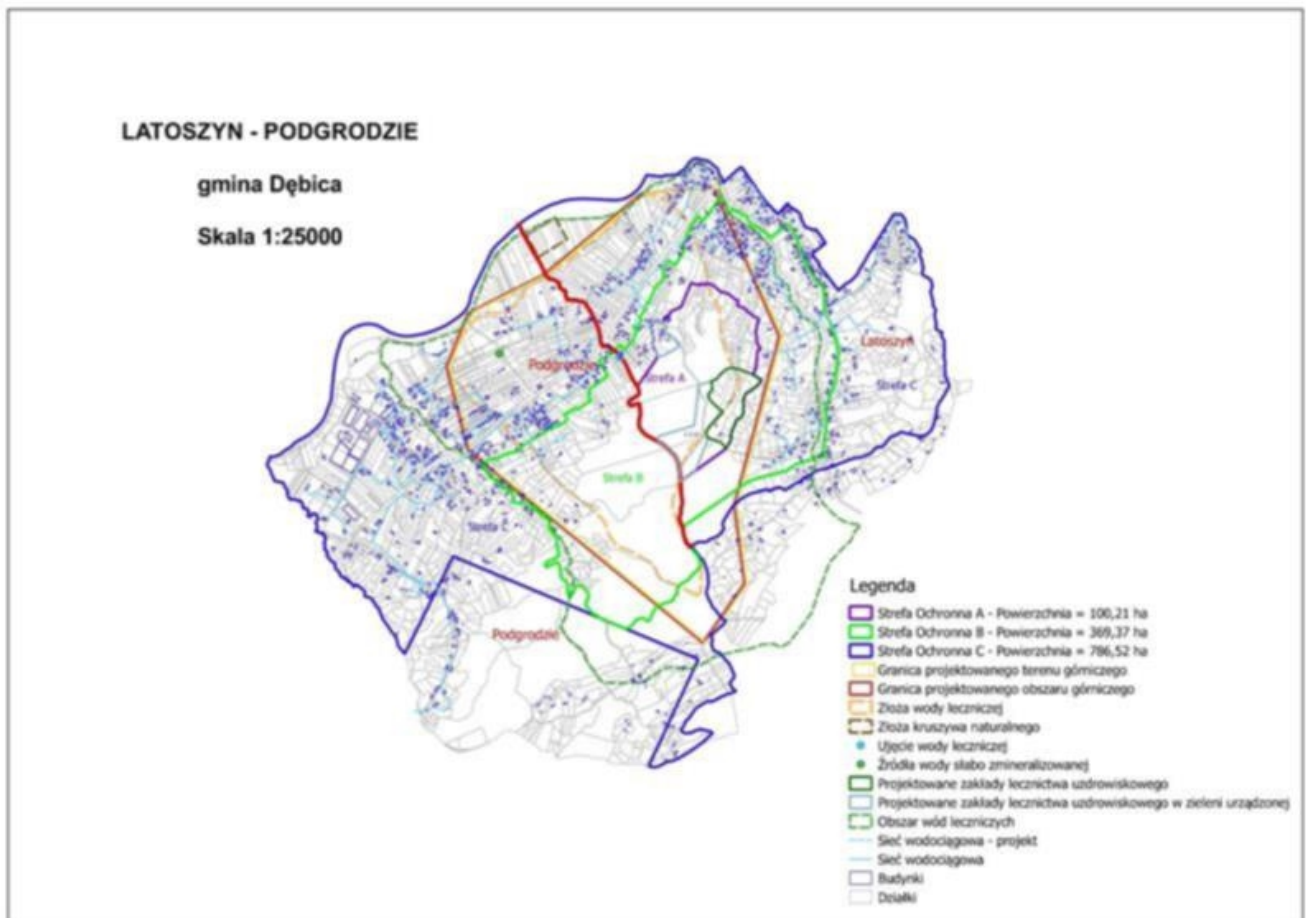 LATOSZYN - PODGRODZIE
gmina Dębica
Skala 1:25000
Latoszyn
Podgrodzie
Strefa A
Strefa C
Strefa B
Strefa C
Podgrodzie
Legenda
Strefa Ochronna A - Powierzchnia = 100,21 ha
Strefa Ochronna B - Powierzchnia = 369,37 ha
Strefa Ochronna C - Powierzchnia = 786,52 ha
Granica projektowanego terenu górniczego
Granica projektowanego obszaru górniczego
Złoża wody leczniczej
Złoża kruszywa naturalnego
Ujęcie wody leczniczej
Źródła wody słabo zmineralizowanej
Projektowane zakłady lecznictwa uzdrowiskowego
Projektowane zakłady lecznictwa uzdrowiskowego w zieleni urządzonej
Obszar wód leczniczych
Sieć wodociągowa - projekt
Sieć wodociągowa
Budynki
Działki